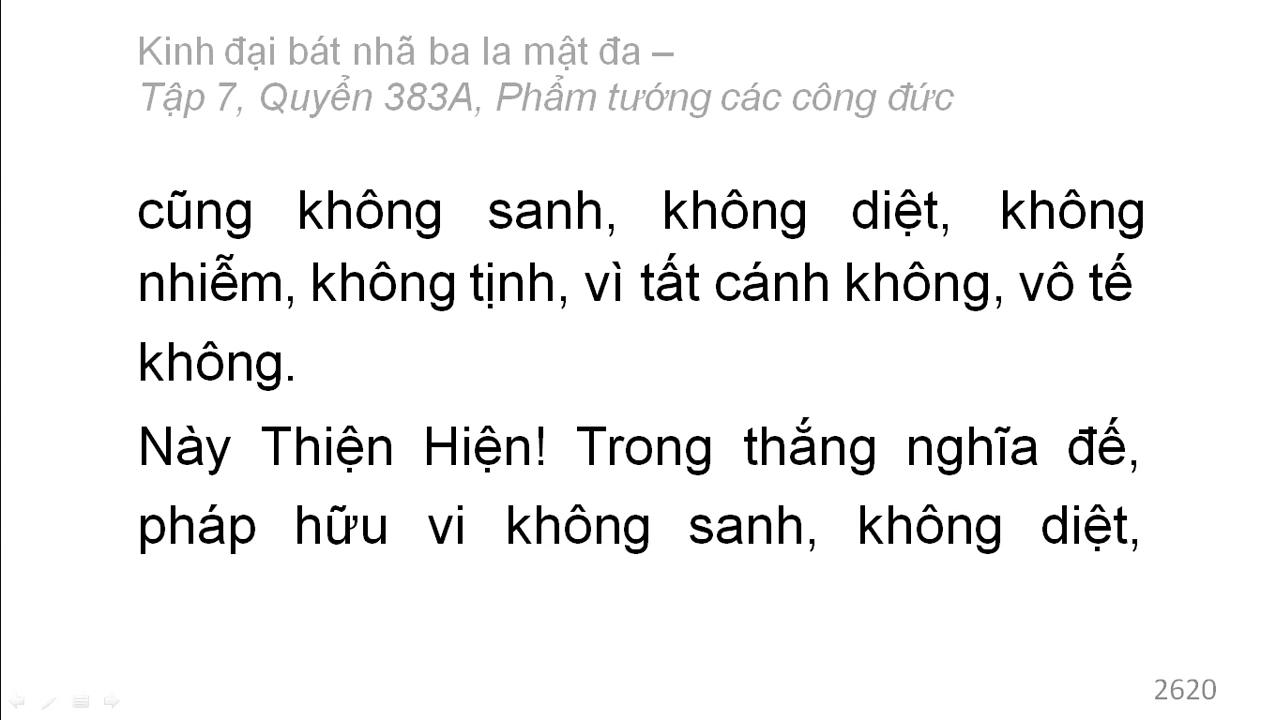 Kinh đại bát nhã ba la mật đa –
Tập 7, Quyển 383A, Phẩm tướng các công đức
cũng không sanh, không diệt, không
nhiễm, không tịnh, vì tất cánh không, vô tế
không.
Này Thiện Hiện! Trong thắng nghĩa đế,
pháp hữu vi không sanh, không diệt,
2620